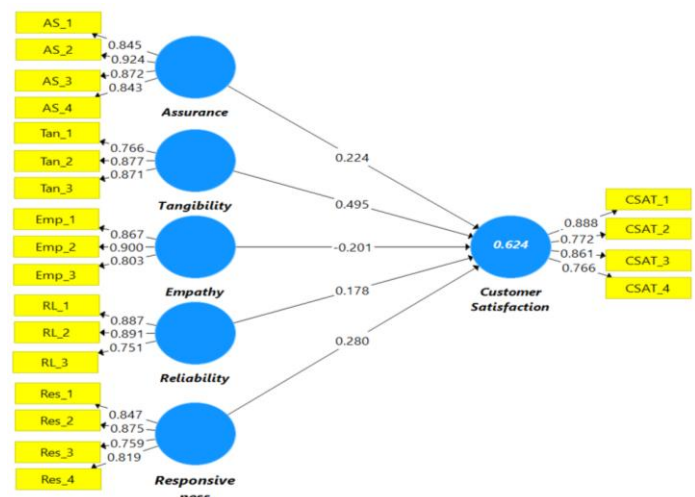 AS_1
AS_2
AS_3
AS_4
0.845
0.924
0.872
0.843
Assurance
Tan_1
Tan_2
Tan_3
0.766
0.877
0.871
Tangibility
Emp_1
Emp_2
Emp_3
0.867
0.900
0.803
Empathy
RL_1
RL_2
RL_3
0.887
0.891
0.751
Reliability
Res_1
Res_2
Res_3
Res_4
0.847
0.875
0.759
0.819
Responsive
ness
0.224
0.495
-0.201
0.178
0.280
0.624
Customer
Satisfaction
0.888
0.772
0.861
0.766
CSAT_1
CSAT_2
CSAT_3
CSAT_4